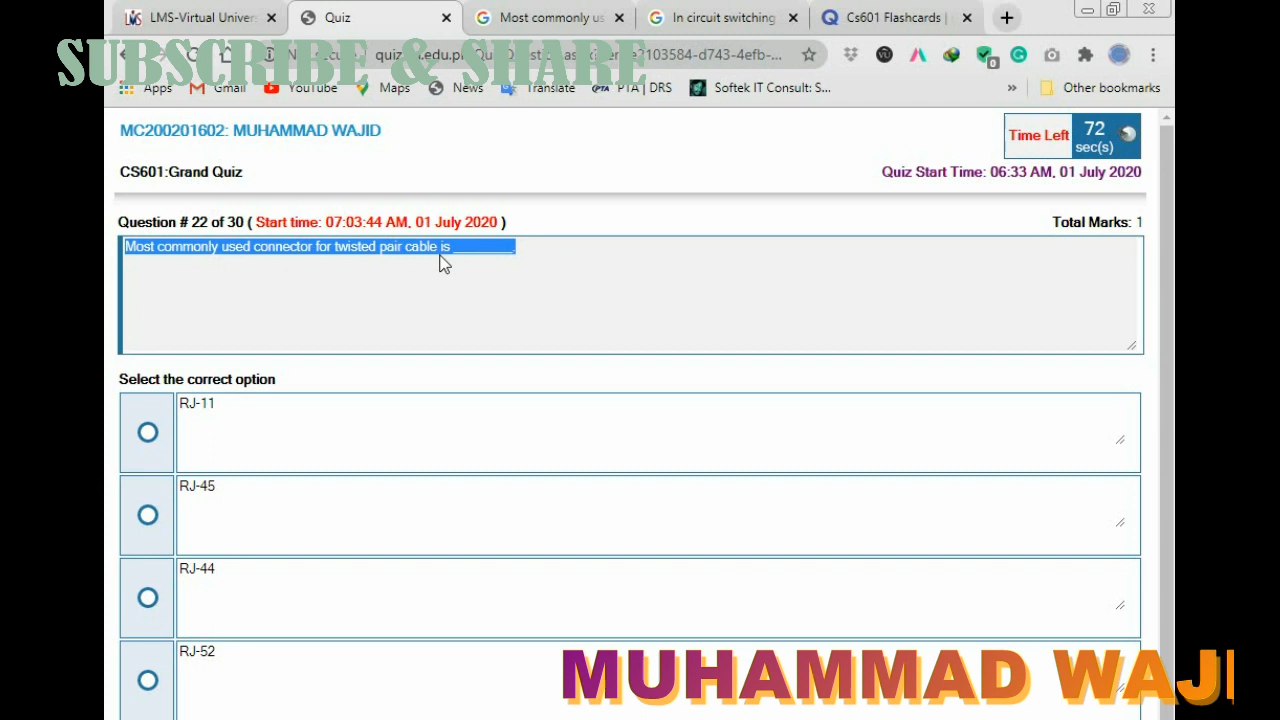 LMS-Virtual Univers
Quiz
Most commonly us
In circuit switching
Cs601 Flashcards |
SUBSCRIBE & SHARE
Apps
Gmail
YouTube
Maps
News
Translate
PTA | DRS
Softek IT Consult: S...
»
Other bookmarks
MC200201602: MUHAMMAD WAJID
Time Left
72
sec(s)
CS601:Grand Quiz
Quiz Start Time: 06:33 AM, 01 July 2020
Question # 22 of 30 ( Start time: 07:03:44 AM, 01 July 2020 )
Total Marks: 1
Most commonly used connector for twisted pair cable is ________.
Select the correct option
RJ-11
RJ-45
RJ-44
RJ-52
MUHAMMAD WAJI